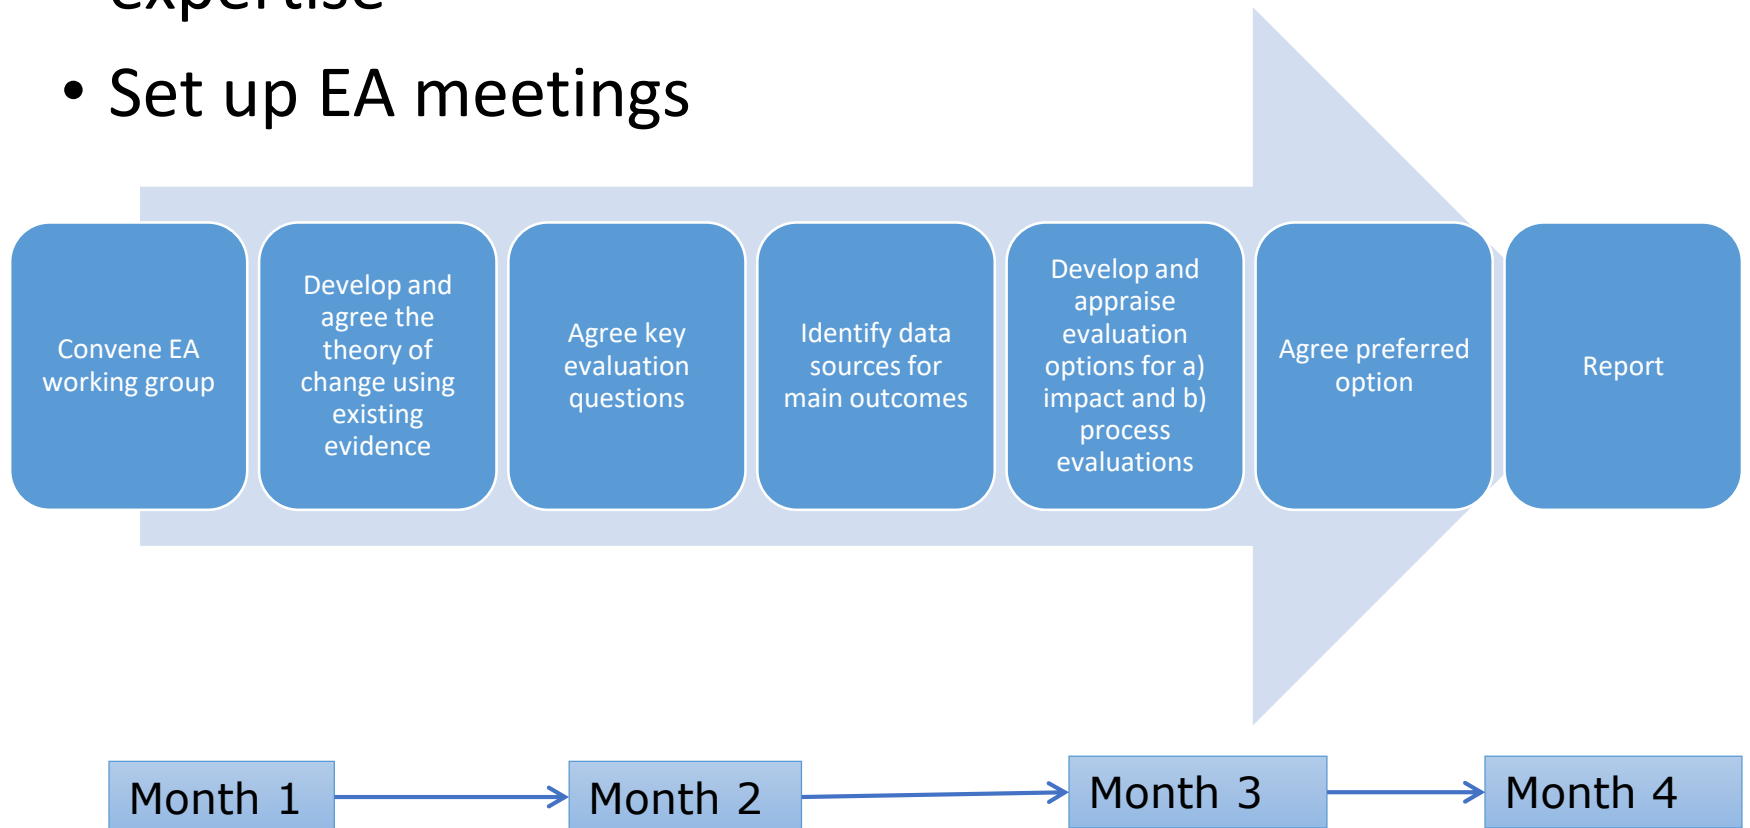 expertise
• Set up EA meetings
Convene EA
working group
Develop and
agree the
theory of
change using
existing
evidence
Agree key
evaluation
questions
Identify data
sources for
main outcomes
Develop and
appraise
evaluation
options for a)
impact and b)
process
evaluations
Agree preferred
option
Report
Month 1
Month 2
Month 3
Month 4